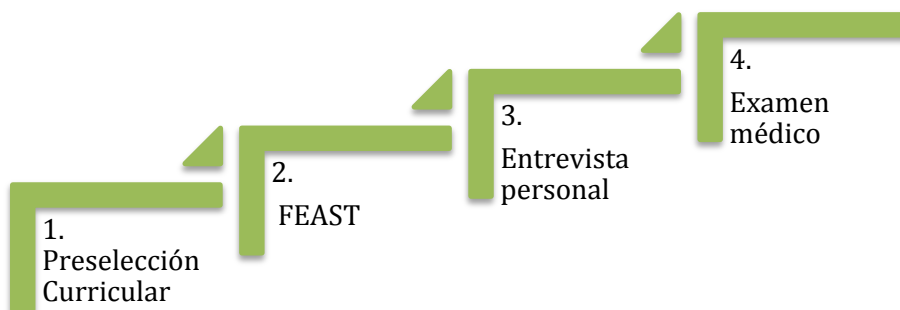 1.
Preselección
Curricular
2.
FEAST
3.
Entrevista
personal
4.
Examen
médico